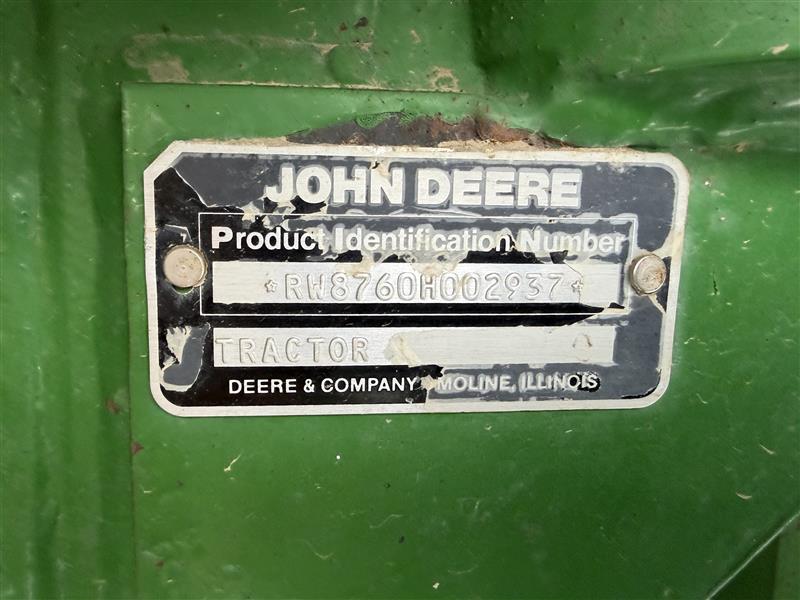 JOHN DEERE
Product Identification Number
*RW8760H002937*
TRACTOR
DEERE & COMPANY MOLINE, ILLINOIS